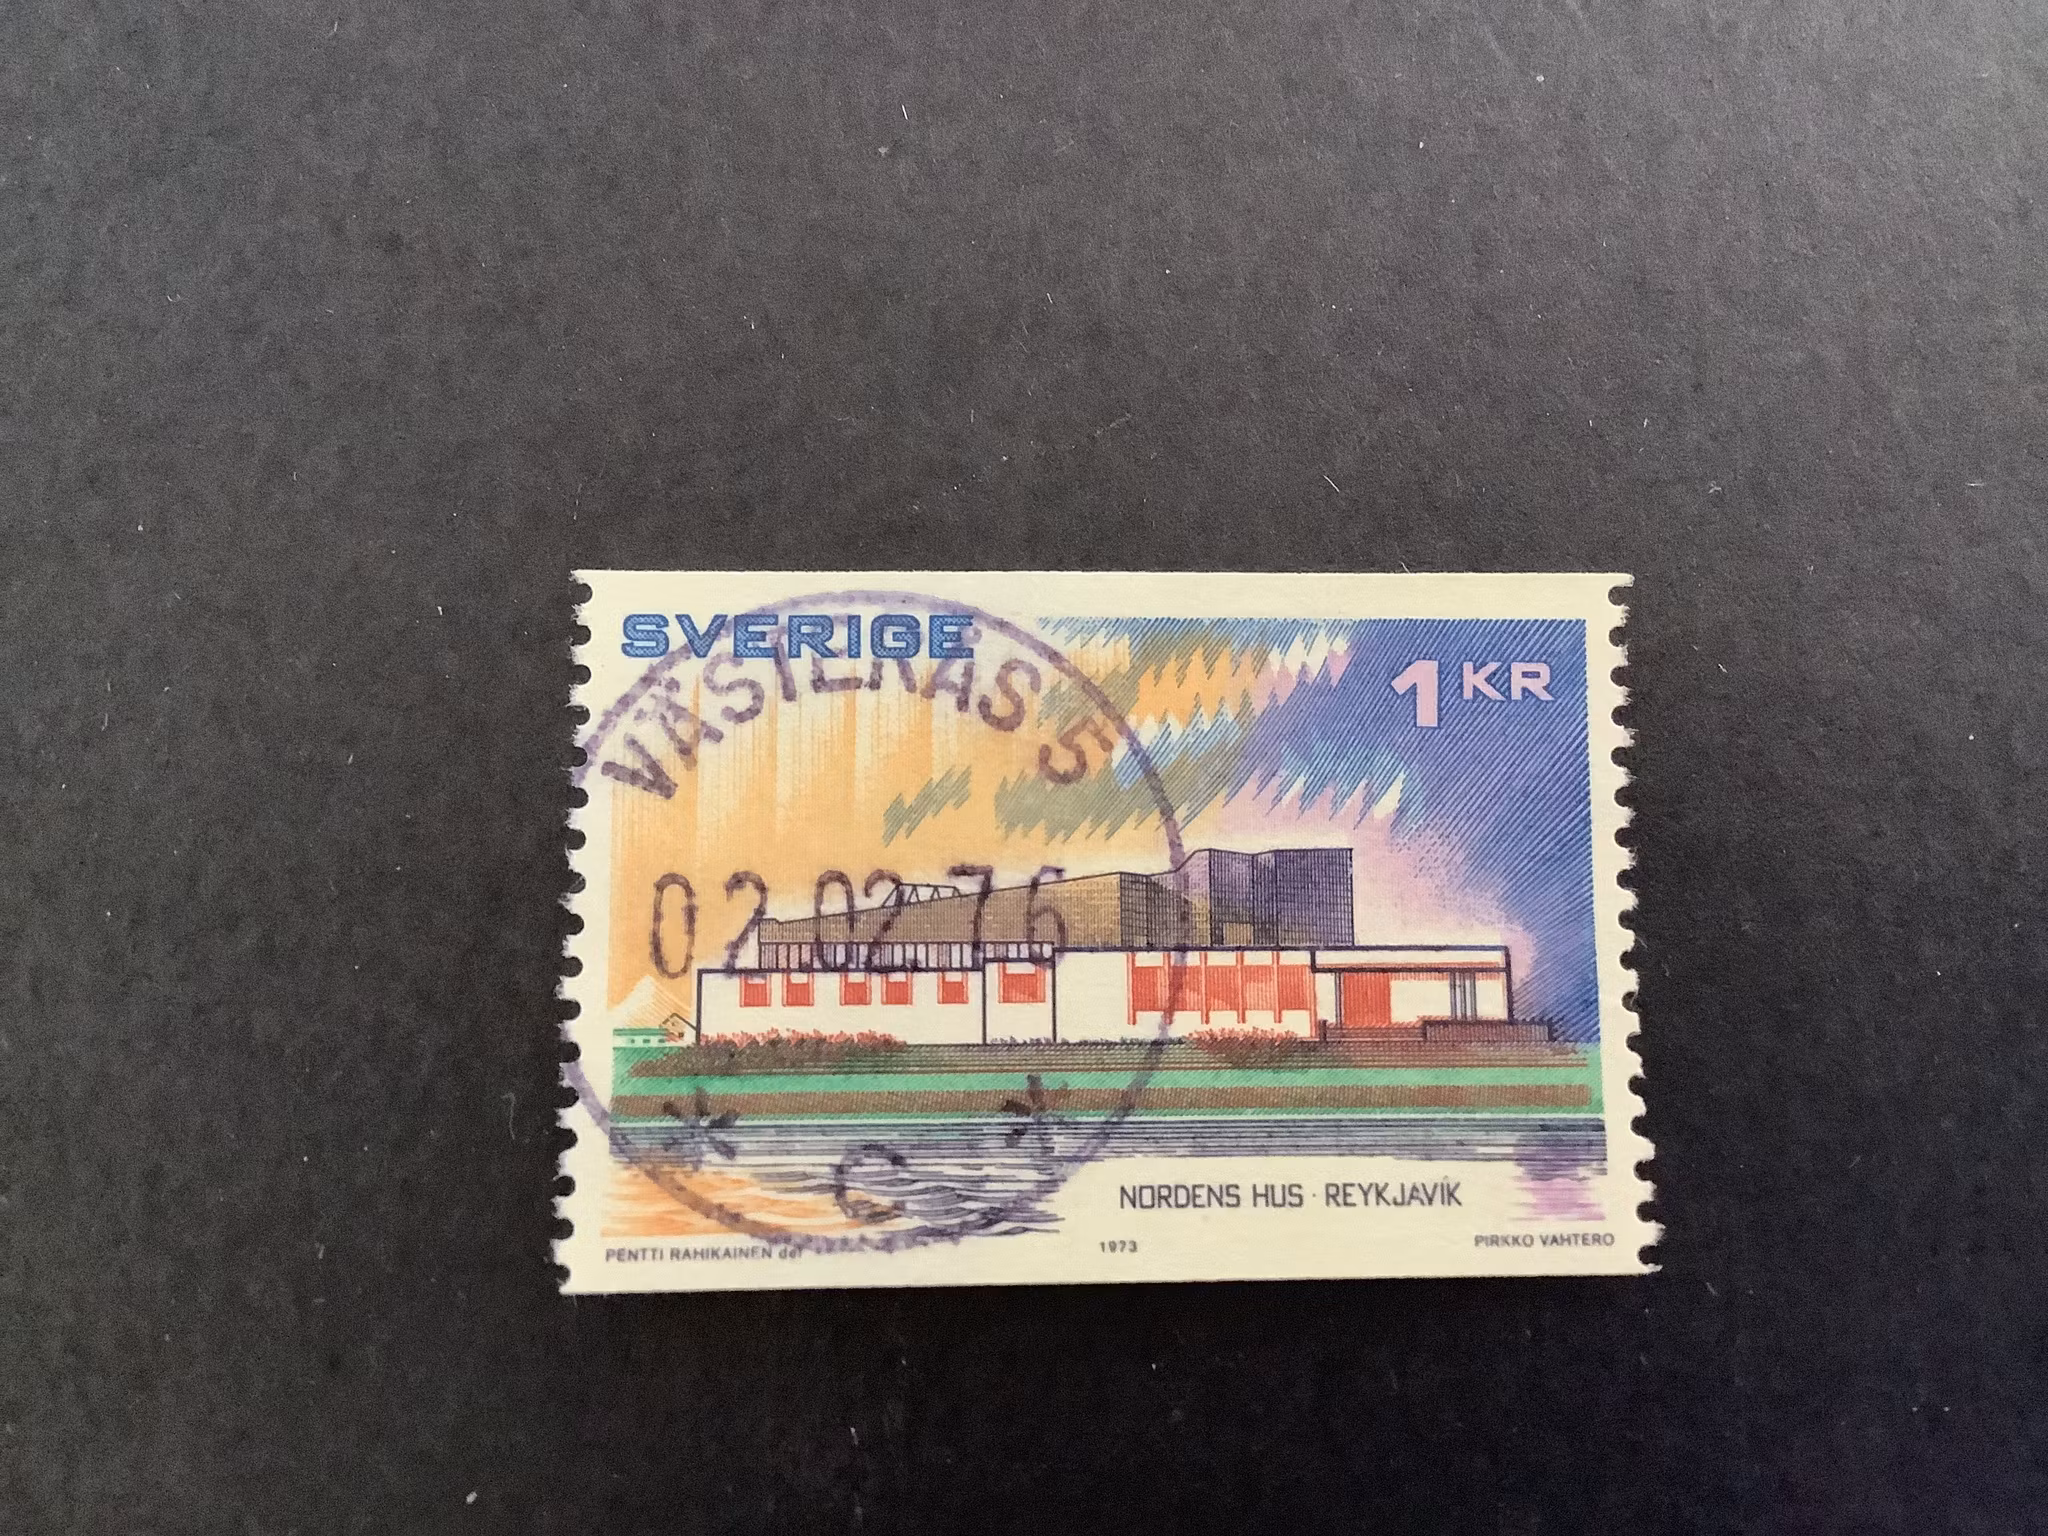 SVERIGE
1 KR
VÄSTERÅS 5
02 02 76
C
NORDENS HUS · REYKJAVÍK
PENTTI RAHIKAINEN del
1973
PIRKKO VAHTERO